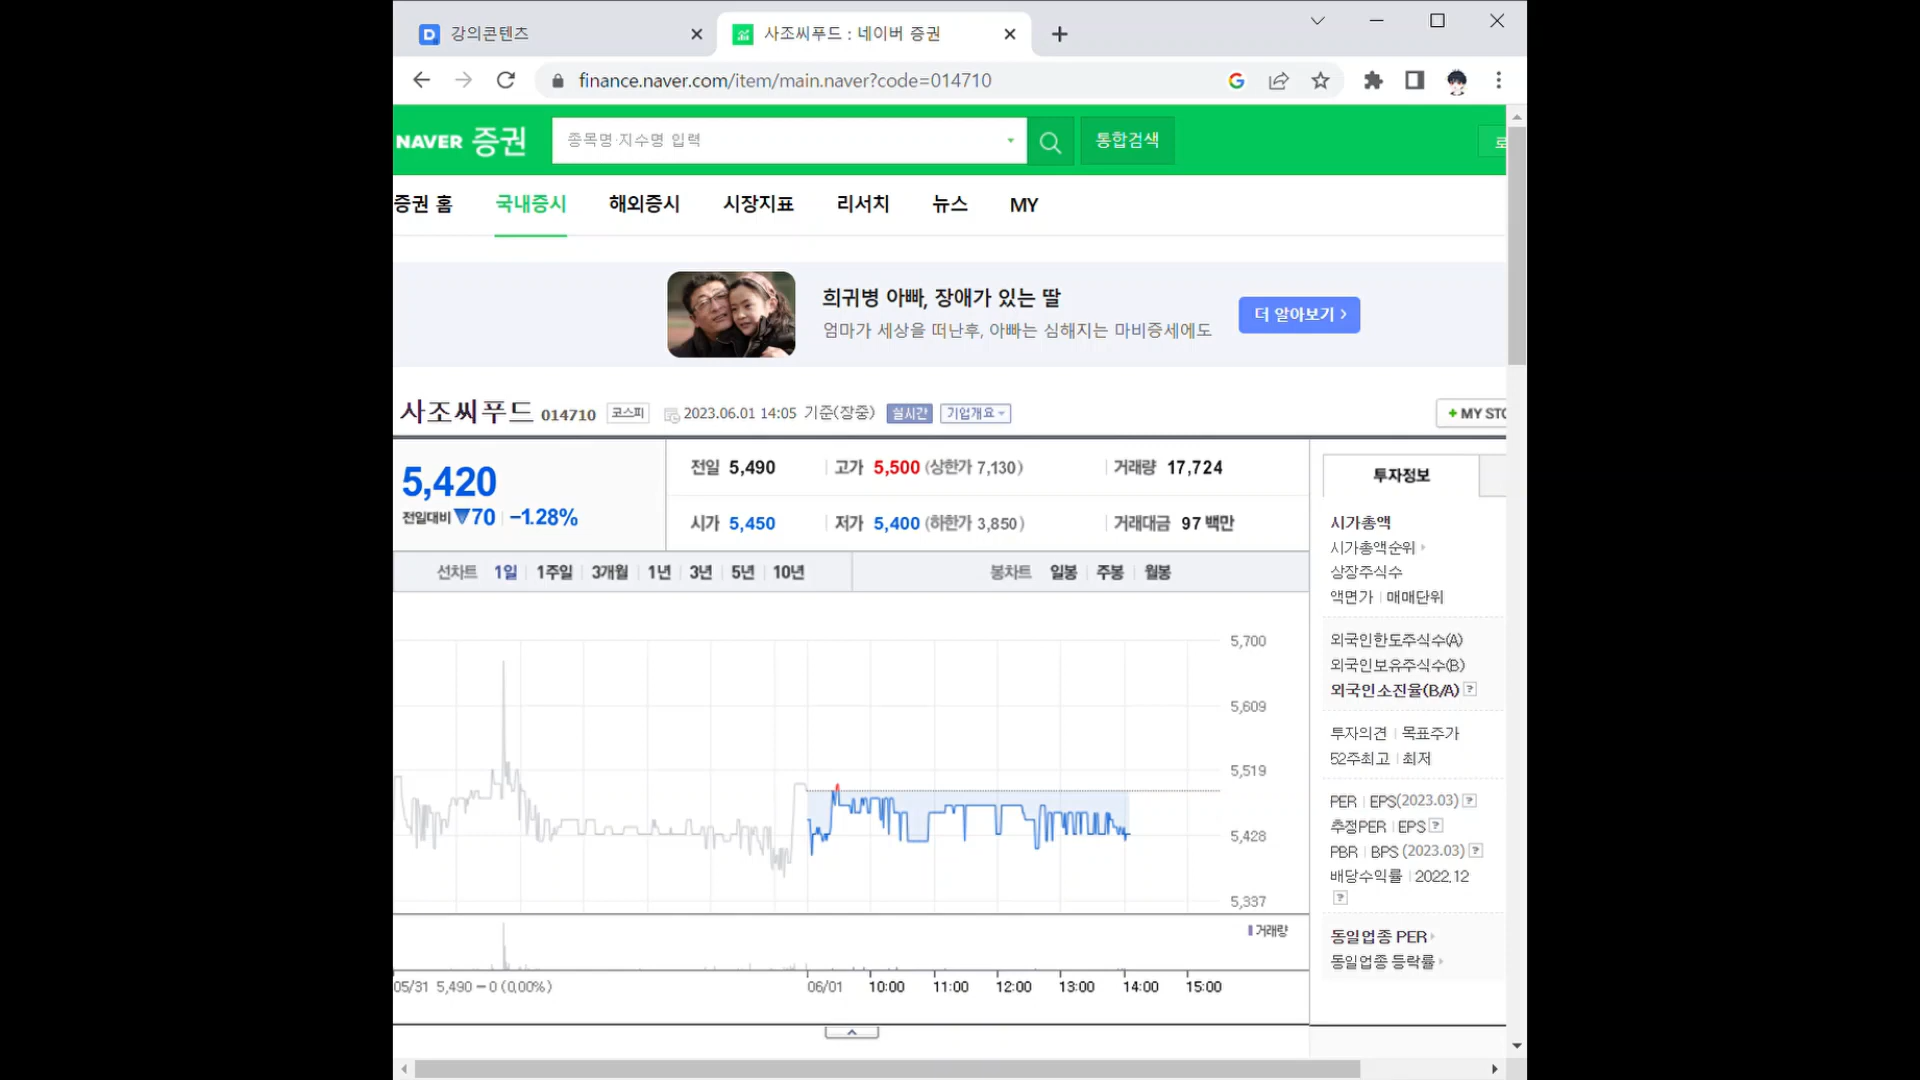 강의콘텐츠
사조씨푸드 : 네이버 증권
finance.naver.com/item/main.naver?code=014710
NAVER 증권
종목명·지수명 입력
통합검색
로
증권 홈 국내증시 해외증시 시장지표 리서치 뉴스 MY
희귀병 아빠, 장애가 있는 딸
엄마가 세상을 떠난후, 아빠는 심해지는 마비증세에도
더 알아보기 >
사조씨푸드 014710 코스피 2023.06.01 14:05 기준(장중) 실시간 기업개요
+ MY STO
5,420
전일대비 ▼70 -1.28%
전일 5,490 고가 5,500 (상한가 7,130) 거래량 17,724
시가 5,450 저가 5,400 (하한가 3,850) 거래대금 97 백만
선차트 1일 1주일 3개월 1년 3년 5년 10년
봉차트 일봉 주봉 월봉
5,700
5,609
5,519
5,428
5,337
거래량
05/31 5,490 - 0 (0.00%)
06/01 10:00 11:00 12:00 13:00 14:00 15:00
투자정보
시가총액
시가총액순위
상장주식수
액면가 | 매매단위
외국인한도주식수(A)
외국인보유주식수(B)
외국인소진율(B/A) ?
투자의견 | 목표주가
52주최고 | 최저
PER | EPS(2023.03) ?
추정PER | EPS ?
PBR | BPS (2023.03) ?
배당수익률 | 2022.12
?
동일업종 PER
동일업종 등락률